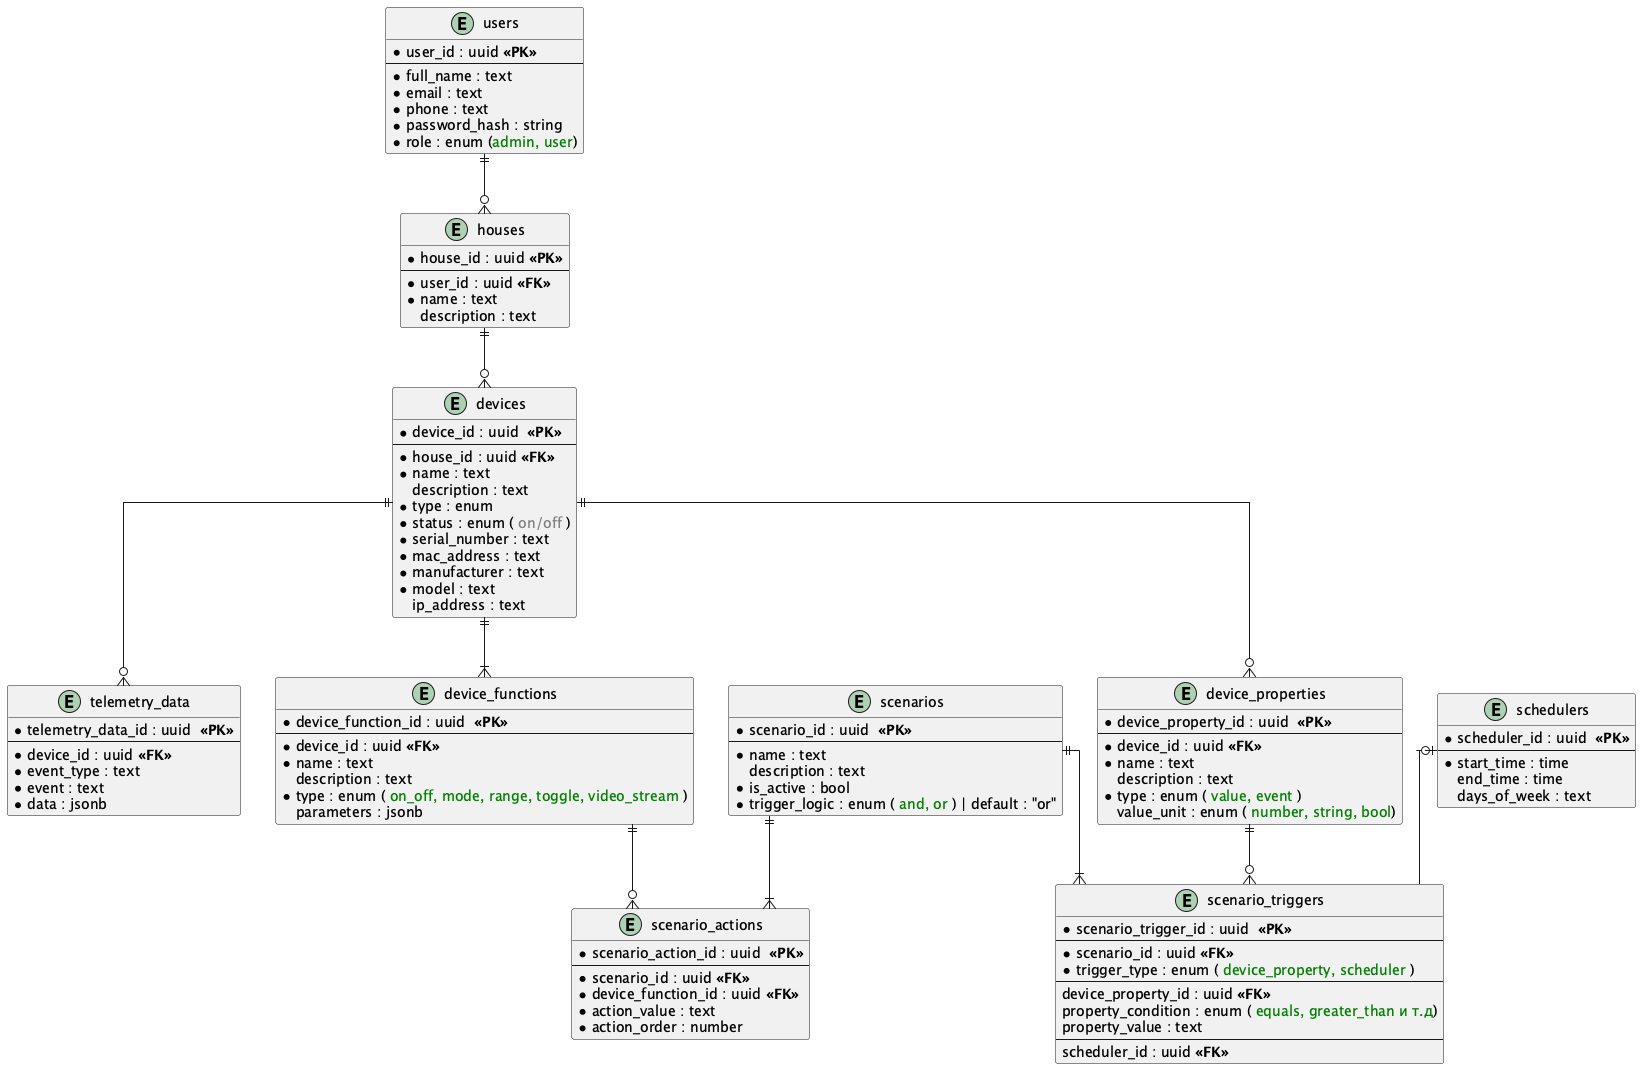 E users
* user_id : uuid «PK»
* full_name : text
* email : text
* phone : text
* password_hash : string
* role : enum (admin, user)
E houses
* house_id : uuid «PK»
* user_id : uuid «FK»
* name : text
description : text
E devices
* device_id : uuid «PK»
* house_id : uuid «FK»
* name : text
description : text
* type : enum
* status : enum ( on/off )
* serial_number : text
* mac_address : text
* manufacturer : text
* model : text
ip_address : text
E telemetry_data
* telemetry_data_id : uuid «PK»
* device_id : uuid «FK»
* event_type : text
* event : text
* data : jsonb
E device_functions
* device_function_id : uuid «PK»
* device_id : uuid «FK»
* name : text
description : text
* type : enum ( on_off, mode, range, toggle, video_stream )
parameters : jsonb
E scenarios
* scenario_id : uuid «PK»
* name : text
description : text
* is_active : bool
* trigger_logic : enum ( and, or ) | default : "or"
E device_properties
* device_property_id : uuid «PK»
* device_id : uuid «FK»
* name : text
description : text
* type : enum ( value, event )
value_unit : enum ( number, string, bool)
E schedulers
* scheduler_id : uuid «PK»
* start_time : time
end_time : time
days_of_week : text
E scenario_actions
* scenario_action_id : uuid «PK»
* scenario_id : uuid «FK»
* device_function_id : uuid «FK»
* action_value : text
* action_order : number
E scenario_triggers
* scenario_trigger_id : uuid «PK»
* scenario_id : uuid «FK»
* trigger_type : enum ( device_property, scheduler )
device_property_id : uuid «FK»
property_condition : enum ( equals, greater_than и т.д)
property_value : text
scheduler_id : uuid «FK»